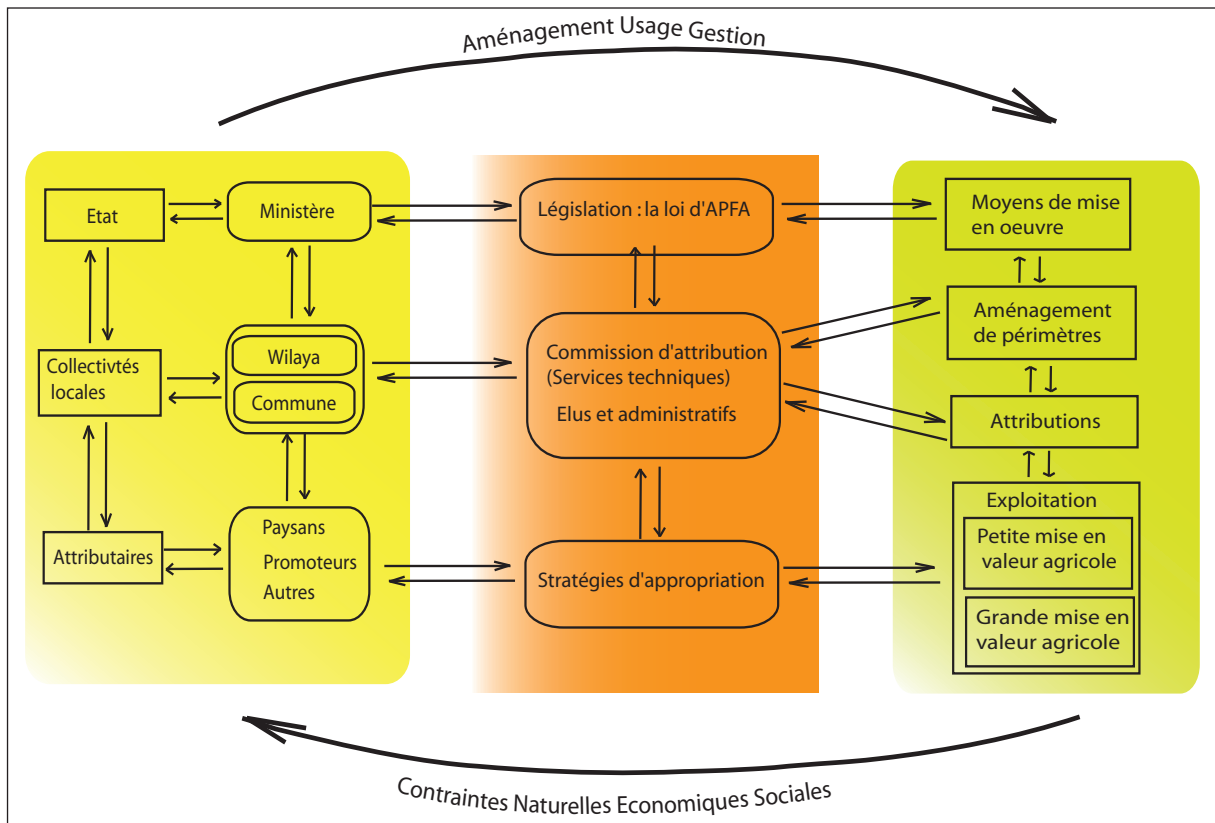 Aménagement Usage Gestion
Etat
Ministère
Collectivtés
locales
Wilaya
Commune
Attributaires
Paysans
Promoteurs
Autres
Législation : la loi d'APFA
Commission d'attribution
(Services techniques)
Elus et administratifs
Stratégies d'appropriation
Moyens de mise
en oeuvre
Aménagement
de périmètres
Attributions
Exploitation
Petite mise en
valeur agricole
Grande mise en
valeur agricole
Contraintes Naturelles Economiques Sociales